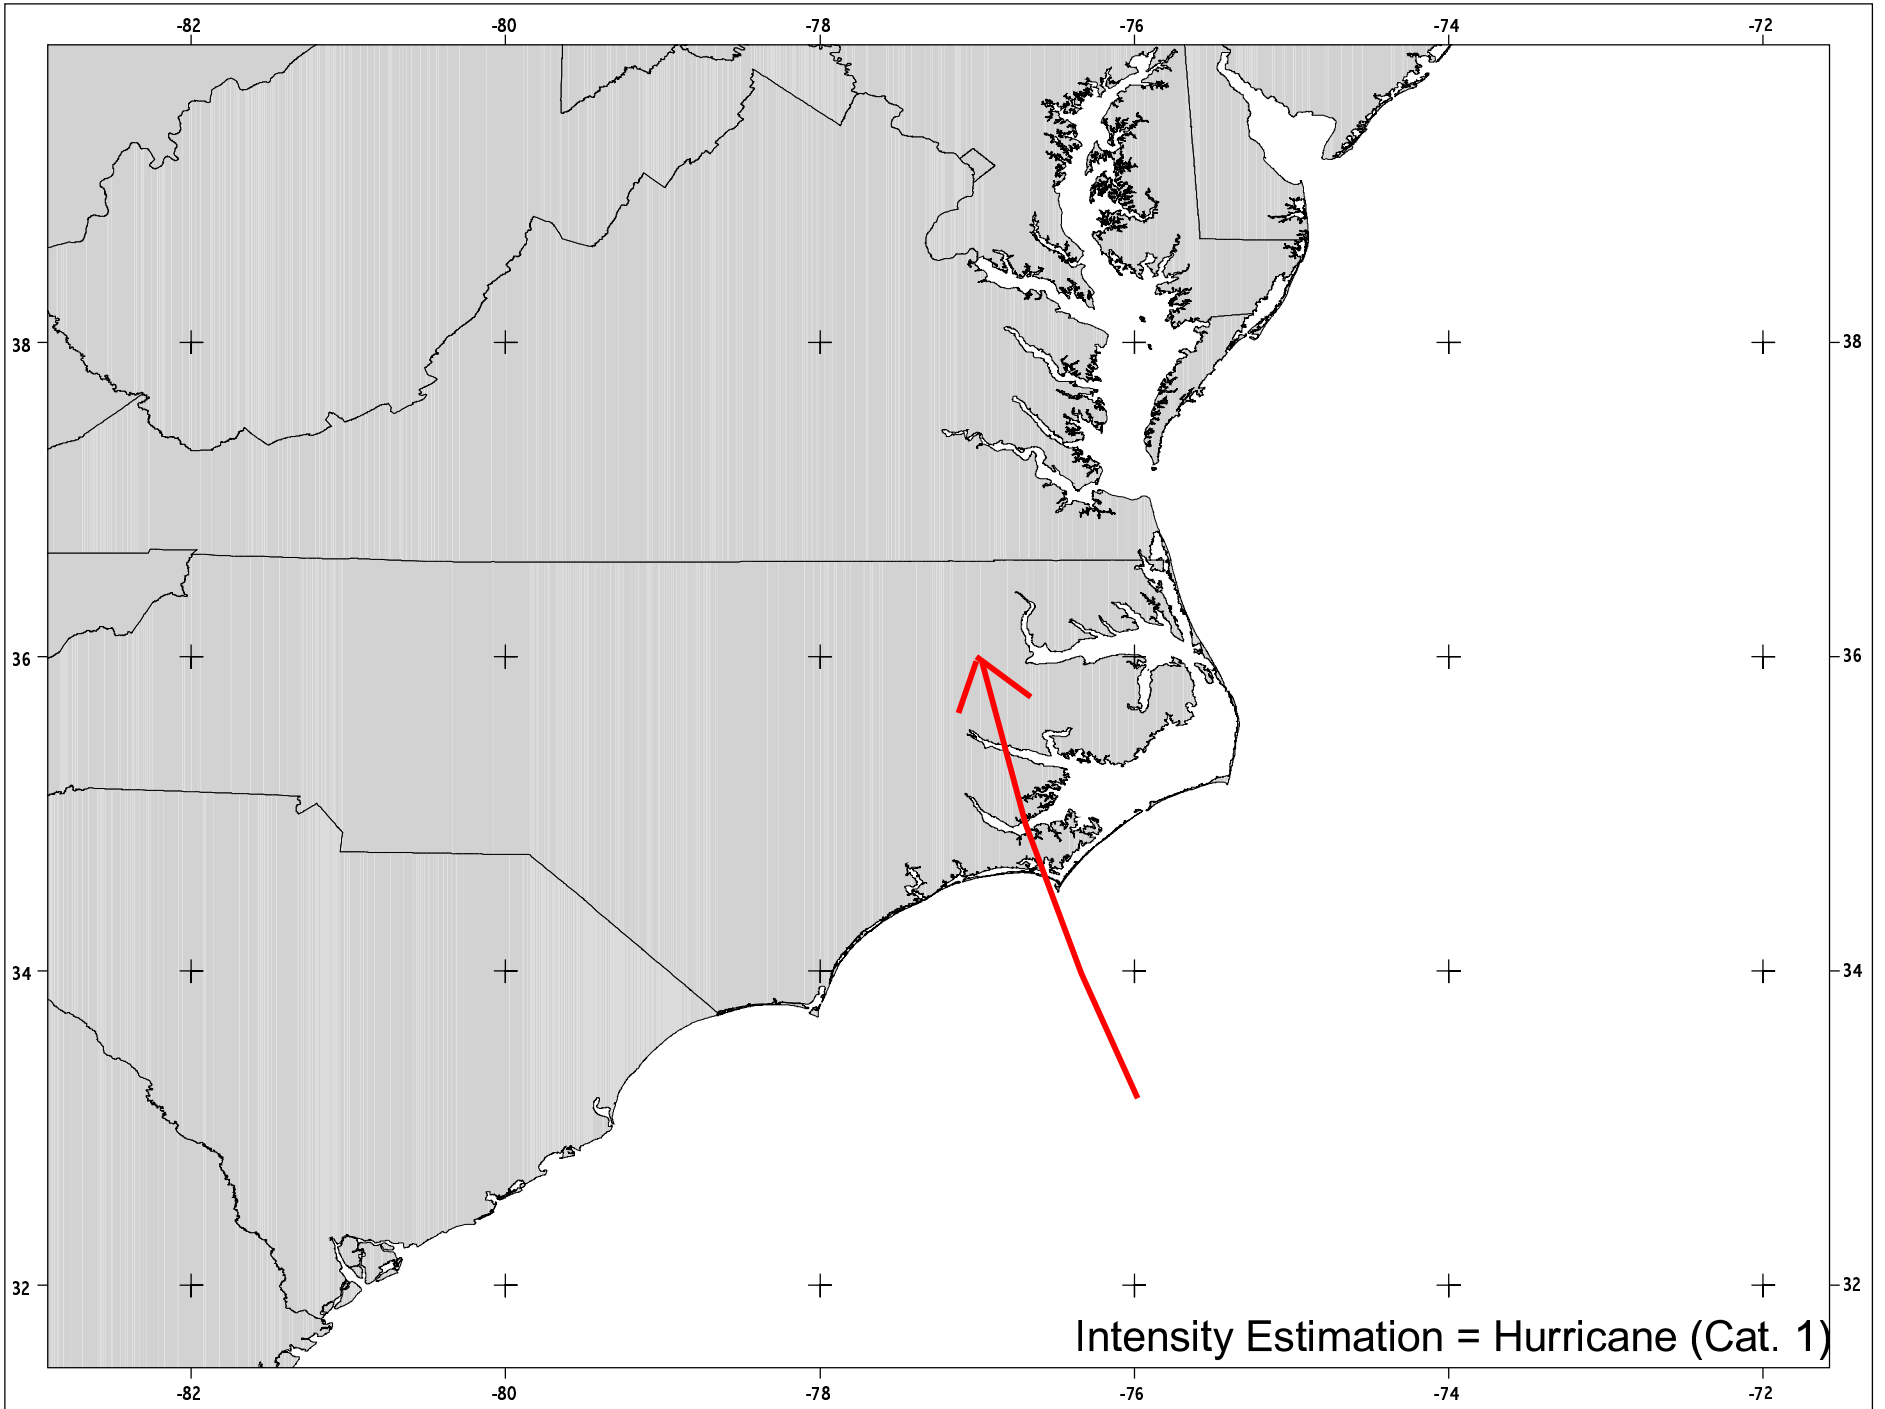 -82 -80 -78 -76 -74 -72
38 38
36 36
34 34
32 32
Intensity Estimation = Hurricane (Cat. 1)
-82 -80 -78 -76 -74 -72